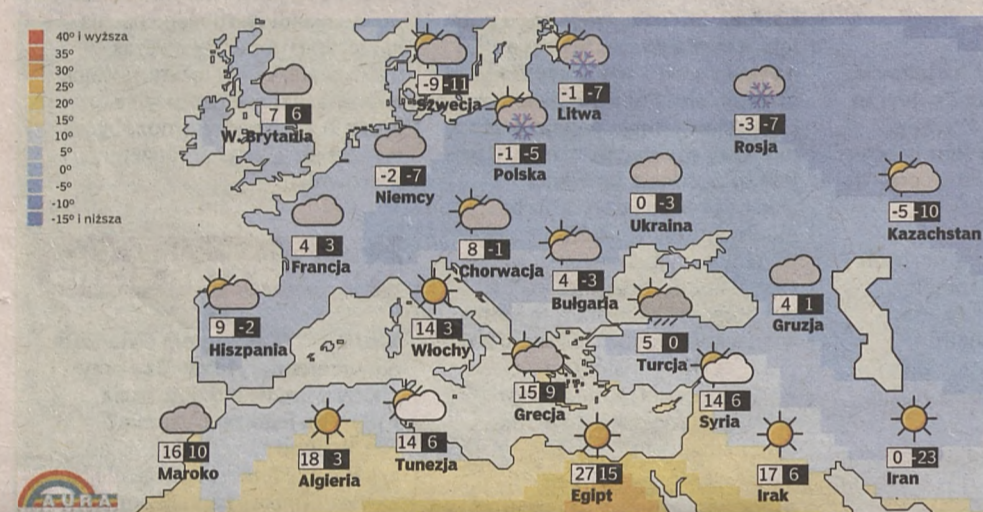 40° i wyższa
35°
30°
25°
20°
15°
10°
5°
0°
-5°
-10°
-15° i niższa
-9 -11
Szwecja
-1 -7
Litwa
7 6
W. Brytania
-3 -7
Rosja
-1 -5
Polska
-2 -7
Niemcy
0 -3
Ukraina
-5 -10
Kazachstan
4 3
Francja
8 -1
Chorwacja
4 -3
Bułgaria
4 1
Gruzja
9 -2
Hiszpania
14 3
Włochy
5 0
Turcja
15 9
Grecja
14 6
Syria
16 10
Maroko
18 3
Algieria
14 6
Tunezja
27 15
Egipt
17 6
Irak
0 -23
Iran
AURA